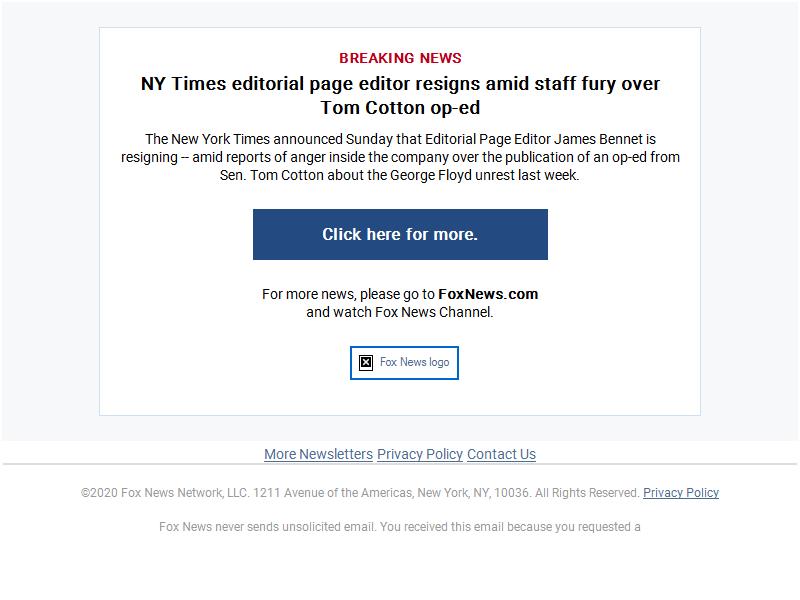 BREAKING NEWS
NY Times editorial page editor resigns amid staff fury over
Tom Cotton op-ed
The New York Times announced Sunday that Editorial Page Editor James Bennet is
resigning -- amid reports of anger inside the company over the publication of an op-ed from
Sen. Tom Cotton about the George Floyd unrest last week.
Click here for more.
For more news, please go to FoxNews.com
and watch Fox News Channel.
Fox News logo
More Newsletters Privacy Policy Contact Us
©2020 Fox News Network, LLC. 1211 Avenue of the Americas, New York, NY, 10036. All Rights Reserved. Privacy Policy
Fox News never sends unsolicited email. You received this email because you requested a